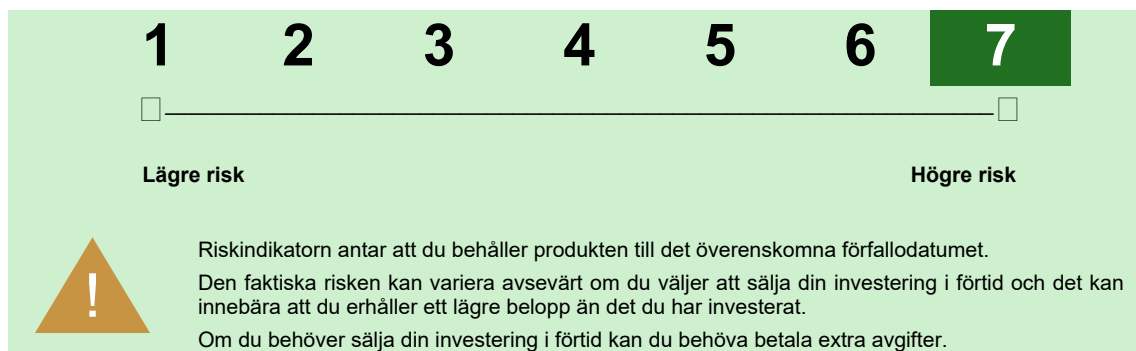 1 2 3 4 5 6 7
Lägre risk Högre risk
!
Riskindikatorn antar att du behåller produkten till det överenskomna förfallodatumet.
Den faktiska risken kan variera avsevärt om du väljer att sälja din investering i förtid och det kan
innebära att du erhåller ett lägre belopp än det du har investerat.
Om du behöver sälja din investering i förtid kan du behöva betala extra avgifter.